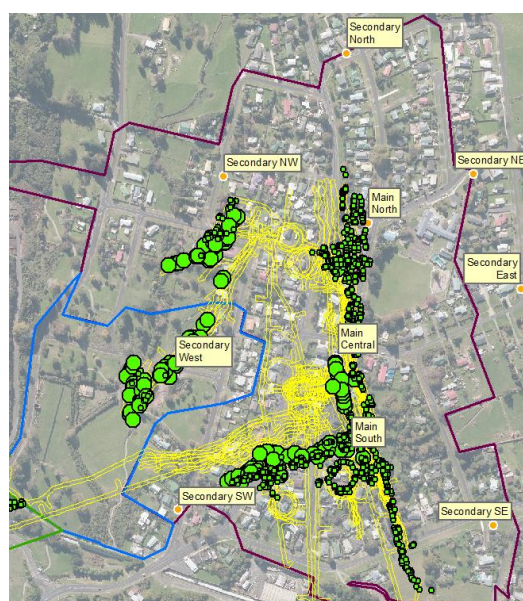 Secondary
North
Secondary NW
Secondary NE
Main
North
Secondary
East
Main
Central
Secondary
West
Main
South
Secondary SW
Secondary SE